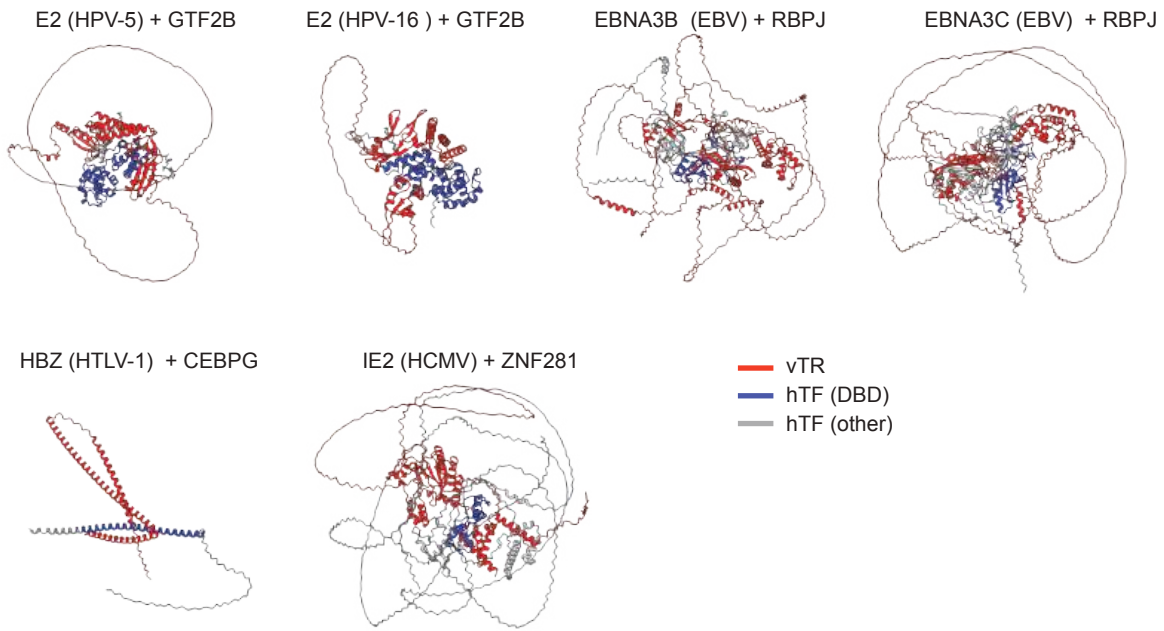 E2 (HPV-5) + GTF2B
E2 (HPV-16 ) + GTF2B
EBNA3B (EBV) + RBPJ
EBNA3C (EBV) + RBPJ
HBZ (HTLV-1) + CEBPG
IE2 (HCMV) + ZNF281
vTR
hTF (DBD)
hTF (other)